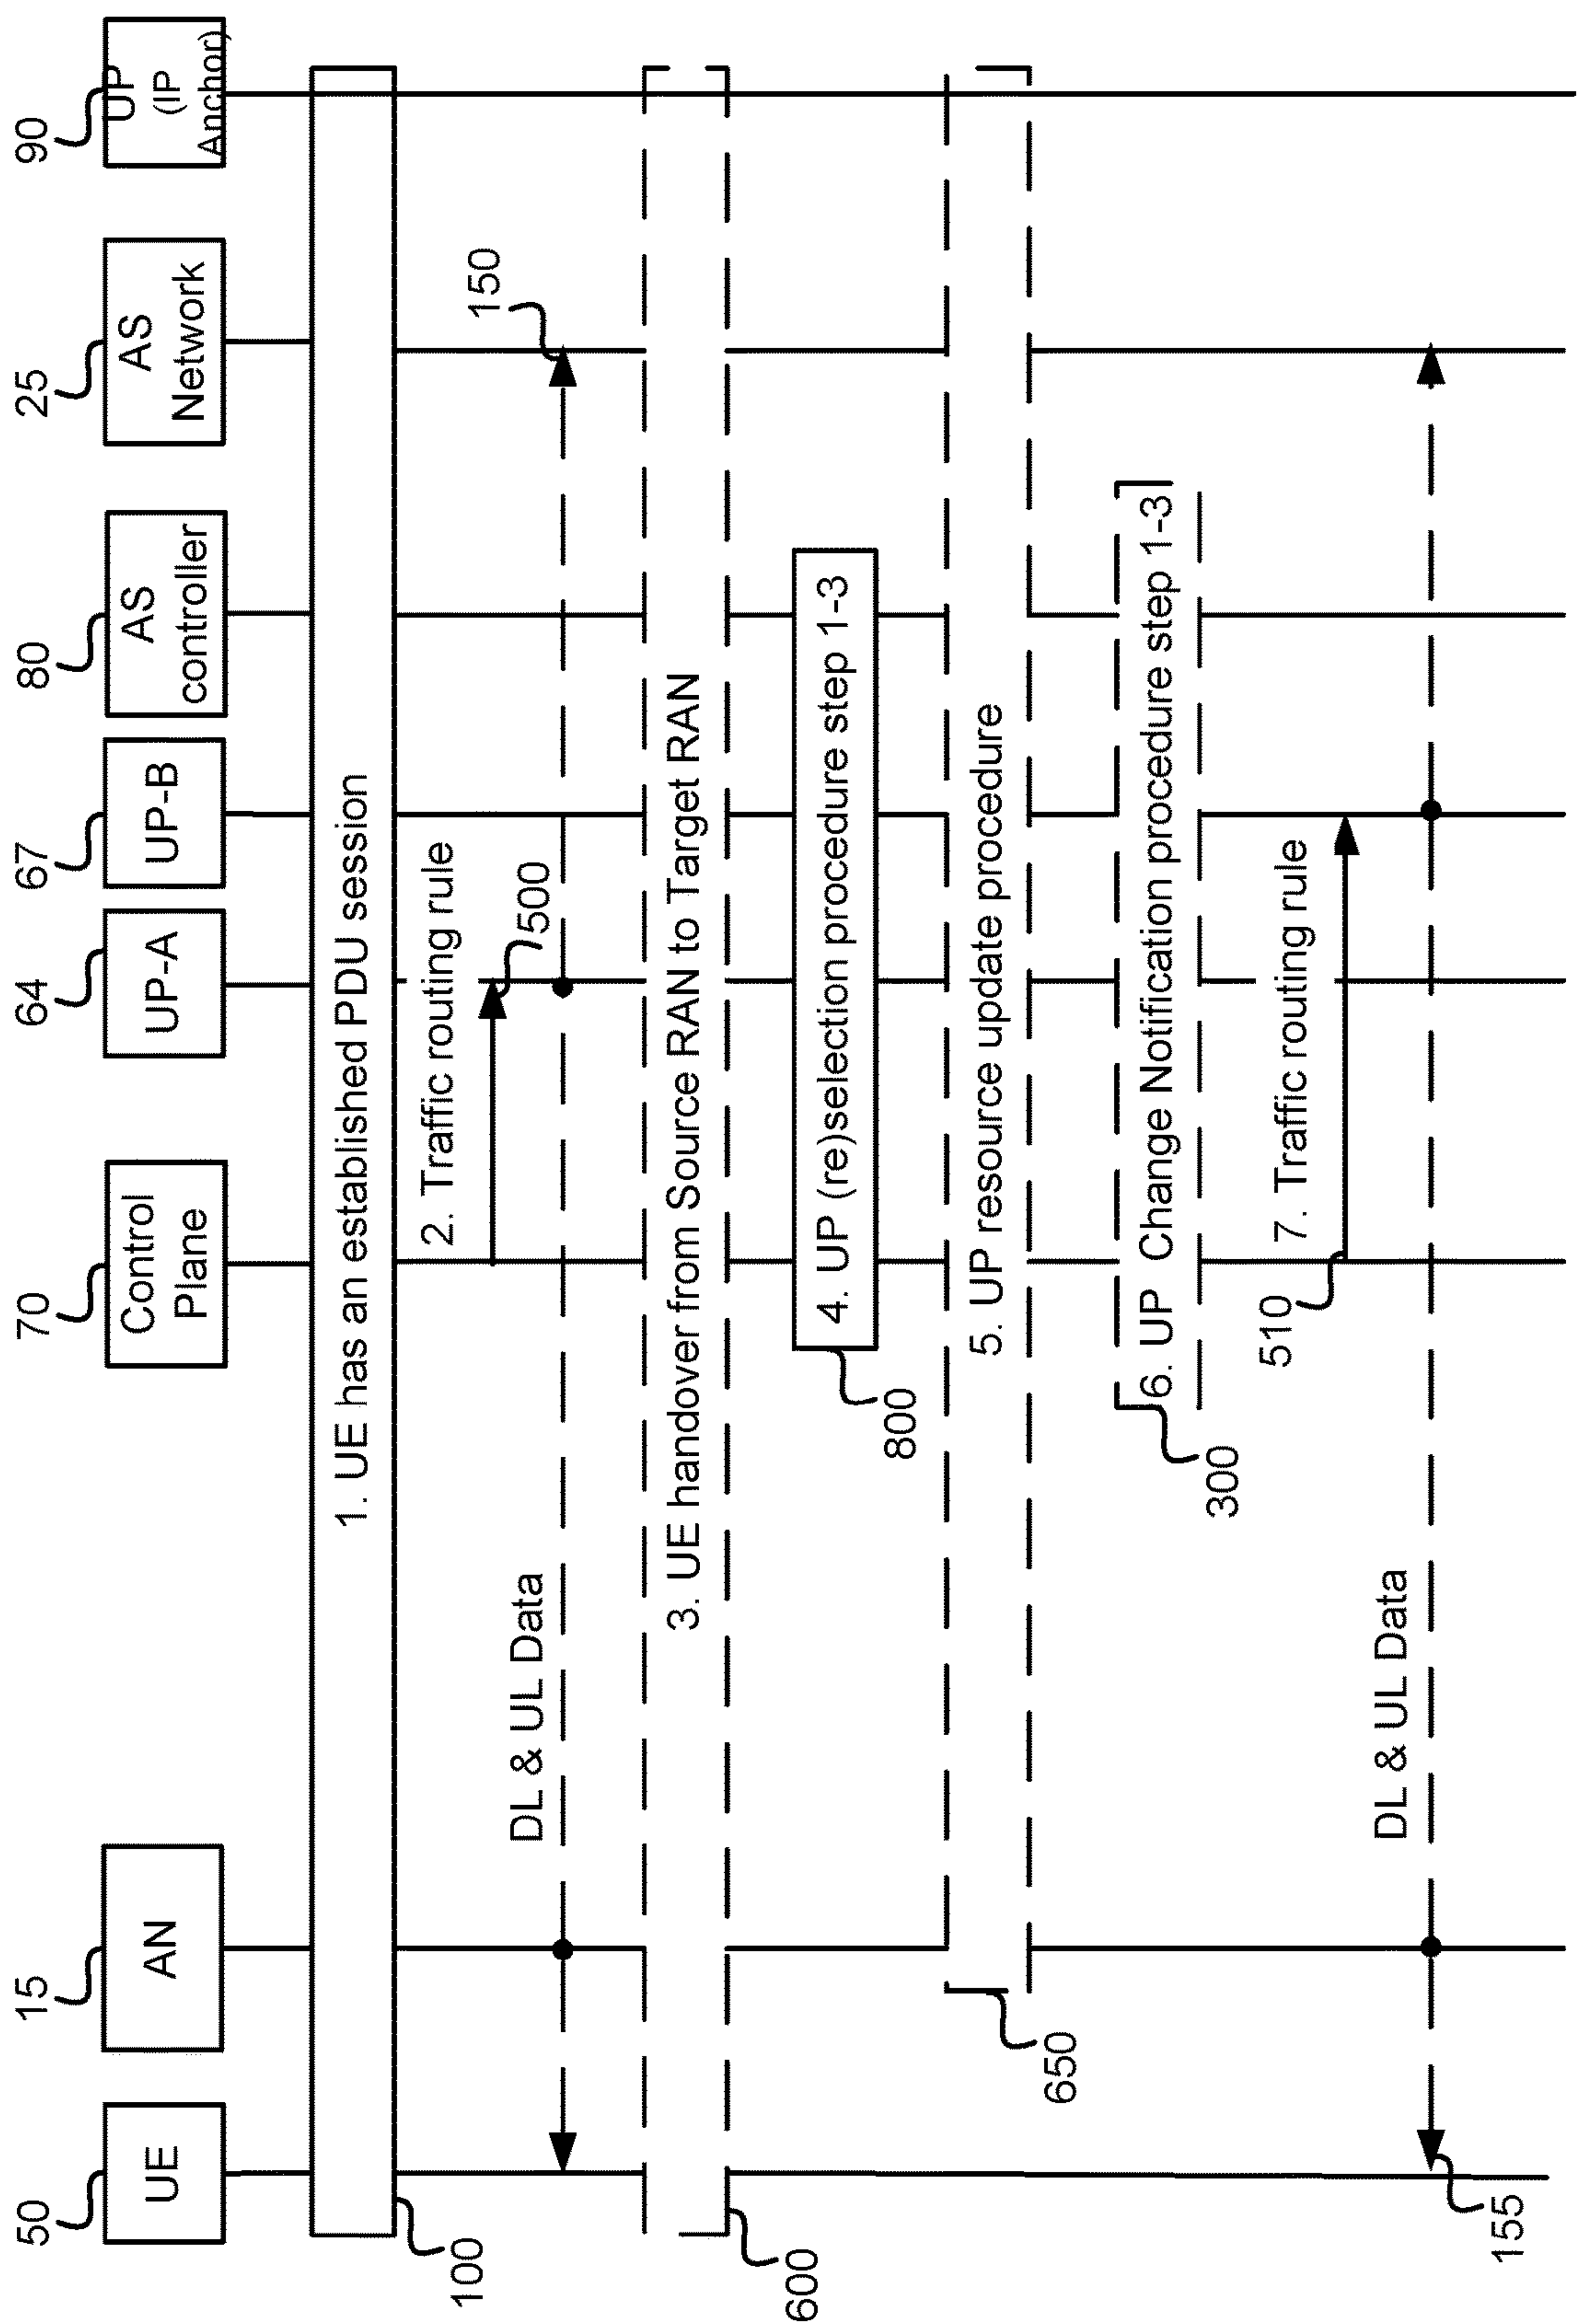 50
15
70
64
67
80
25
90
UE
AN
Control
Plane
UP-A
UP-B
AS
controller
AS
Network
UP
(IP
Anchor)
1. UE has an established PDU session
100
2. Traffic routing rule
500
DL & UL Data
150
3. UE handover from Source RAN to Target RAN
600
4. UP (re)selection procedure step 1-3
800
5. UP resource update procedure
650
6. UP Change Notification procedure step 1-3
300
7. Traffic routing rule
510
DL & UL Data
155